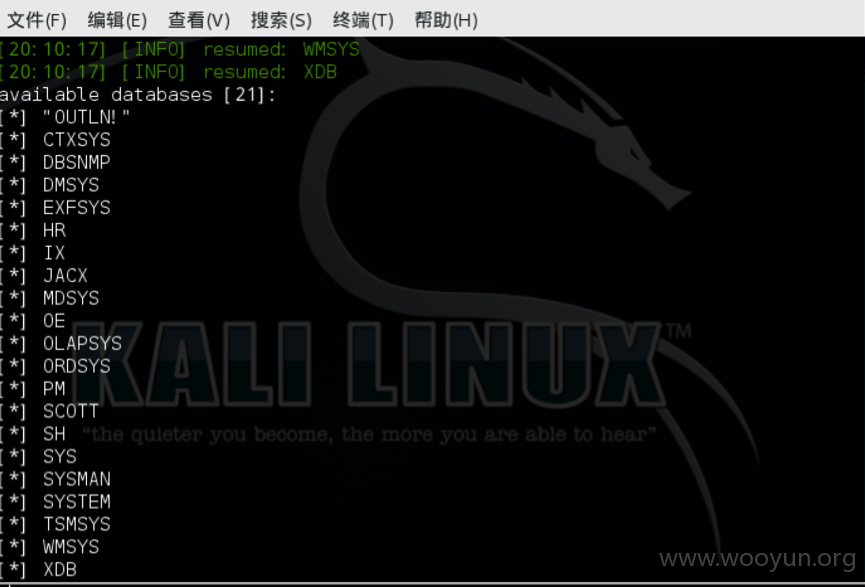 文件(F) 编辑(E) 查看(V) 搜索(S) 终端(T) 帮助(H)
[20:10:17] [INFO] resumed: WMSYS
[20:10:17] [INFO] resumed: XDB
available databases [21]:
[*] "OUTLN!"
[*] CTXSYS
[*] DBSNMP
[*] DMSYS
[*] EXFSYS
[*] HR
[*] IX
[*] JACX
[*] MDSYS
[*] OE
[*] OLAPSYS
[*] ORDSYS
[*] PM
[*] SCOTT
[*] SH
[*] SYS
[*] SYSMAN
[*] SYSTEM
[*] TSMSYS
[*] WMSYS
[*] XDB
KALI LINUX™
“the quieter you become, the more you are able to hear”
www.wooyun.org